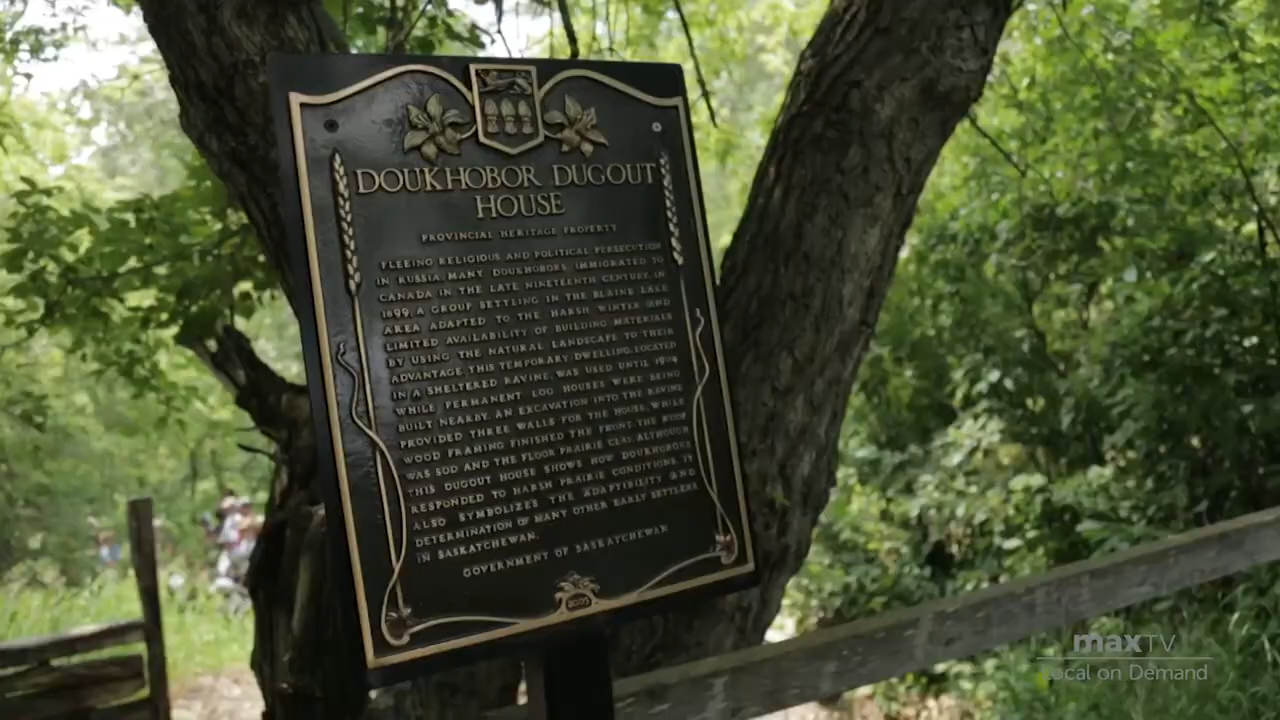 DOUKHOBOR DUGOUT
HOUSE
PROVINCIAL HERITAGE PROPERTY
FLEEING RELIGIOUS AND POLITICAL PERSECUTION
IN RUSSIA, MANY DOUKHOBORS IMMIGRATED TO
CANADA IN THE LATE NINETEENTH CENTURY. IN
1899, A GROUP SETTLING IN THE BLAINE LAKE
AREA ADAPTED TO THE HARSH WINTER AND
LIMITED AVAILABILITY OF BUILDING MATERIALS
BY USING THE NATURAL LANDSCAPE TO THEIR
ADVANTAGE. THIS TEMPORARY DWELLING, LOCATED
IN A SHELTERED RAVINE, WAS USED UNTIL 1904
WHILE PERMANENT LOG HOUSES WERE BEING
BUILT NEARBY. AN EXCAVATION INTO THE RAVINE
PROVIDED THREE WALLS FOR THE HOUSE, WHILE
WOOD FRAMING FINISHED THE FRONT. THE ROOF
WAS SOD AND THE FLOOR PRAIRIE CLAY. ALTHOUGH
THIS DUGOUT HOUSE SHOWS HOW DOUKHOBORS
RESPONDED TO HARSH PRAIRIE CONDITIONS, IT
ALSO SYMBOLIZES THE ADAPTIBILITY AND
DETERMINATION OF MANY OTHER EARLY SETTLERS
IN SASKATCHEWAN.
GOVERNMENT OF SASKATCHEWAN
maxTV
Local on Demand